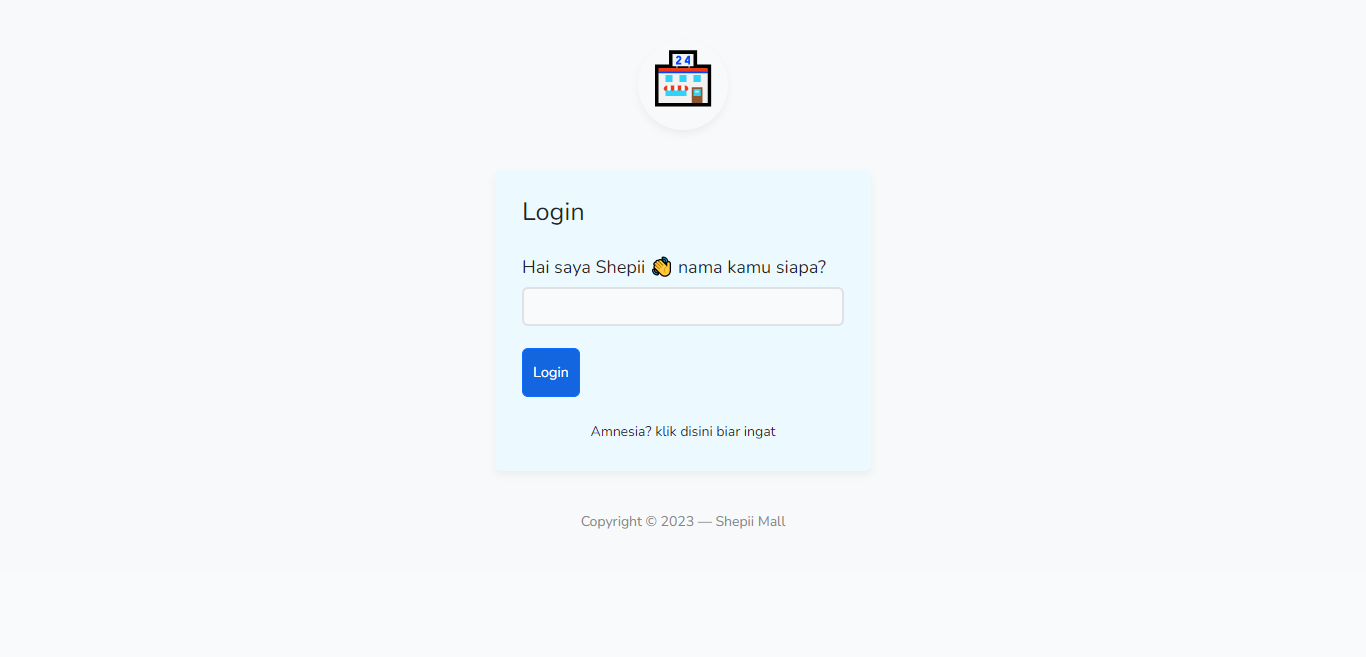 24
Login
Hai saya Shepii 👏 nama kamu siapa?
Login
Amnesia? klik disini biar ingat
Copyright © 2023 — Shepii Mall